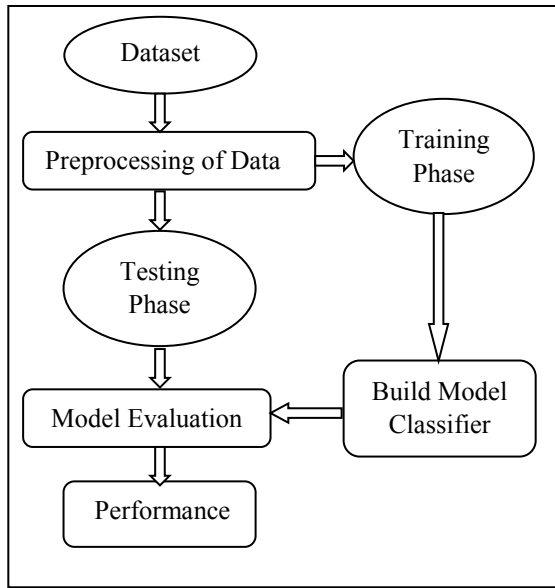 Dataset
Preprocessing of Data
Training
Phase
Testing
Phase
Build Model
Classifier
Model Evaluation
Performance